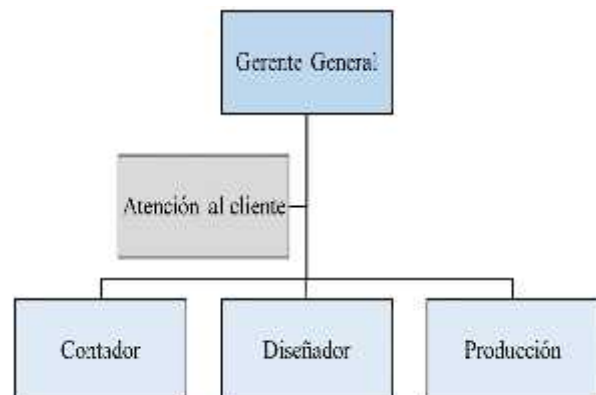 Gerente General
Atención al cliente
Contador
Diseñador
Producción